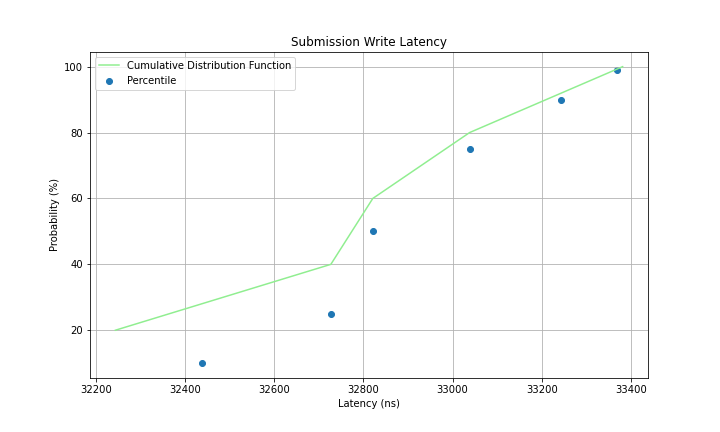 Submission Write Latency
Cumulative Distribution Function
Percentile
Probability (%)
100
80
60
40
20
32200 32400 32600 32800 33000 33200 33400
Latency (ns)